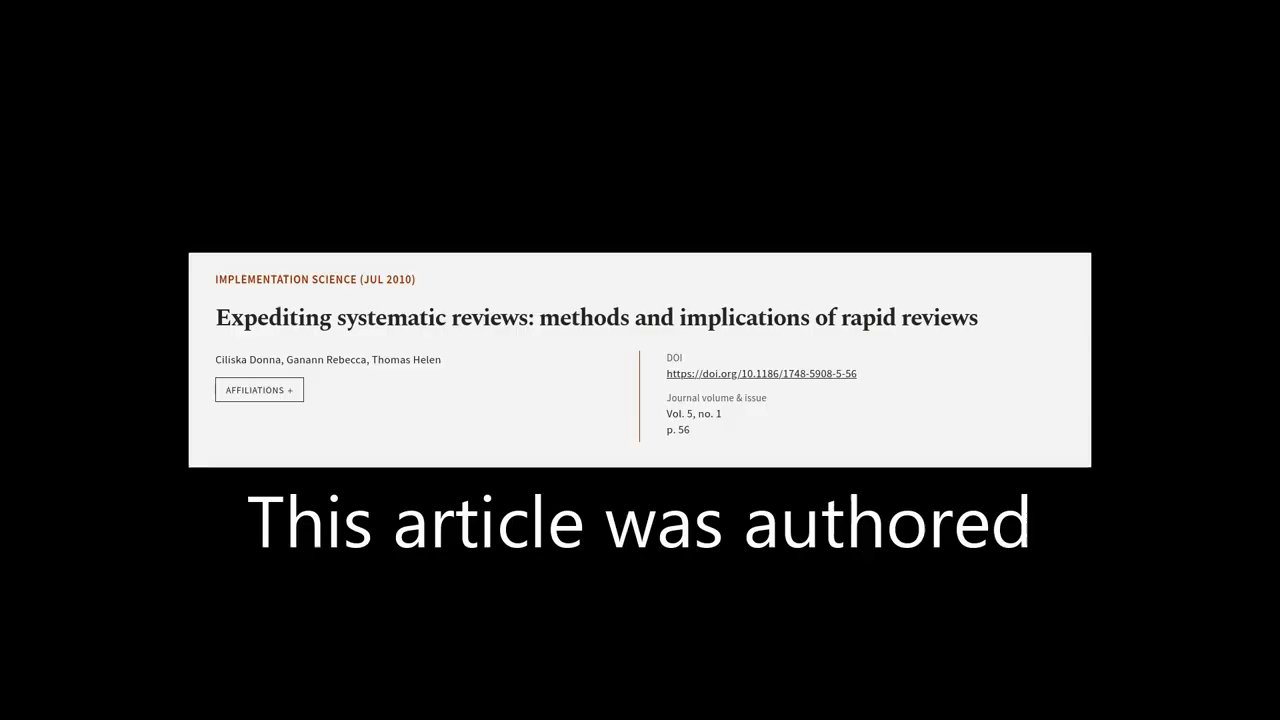 IMPLEMENTATION SCIENCE (JUL 2010)
Expediting systematic reviews: methods and implications of rapid reviews
Ciliska Donna, Ganann Rebecca, Thomas Helen
AFFILIATIONS +
DOI
https://doi.org/10.1186/1748-5908-5-56
Journal volume & issue
Vol. 5, no. 1
p. 56
This article was authored